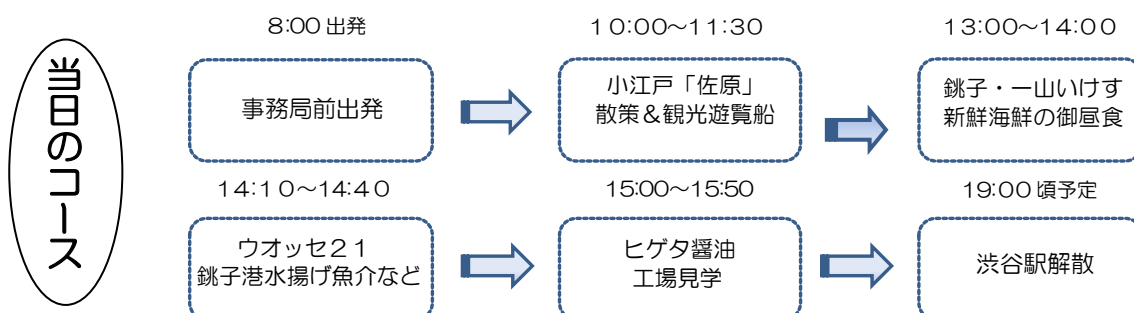 当日のコース
8:00 出発
事務局前出発
10:00～11:30
小江戸「佐原」
散策＆観光遊覧船
13:00～14:00
銚子・一山いけす
新鮮海鮮の御昼食
14:10～14:40
ウオッセ２１
銚子港水揚げ魚介など
15:00～15:50
ヒゲタ醤油
工場見学
19:00 頃予定
渋谷駅解散